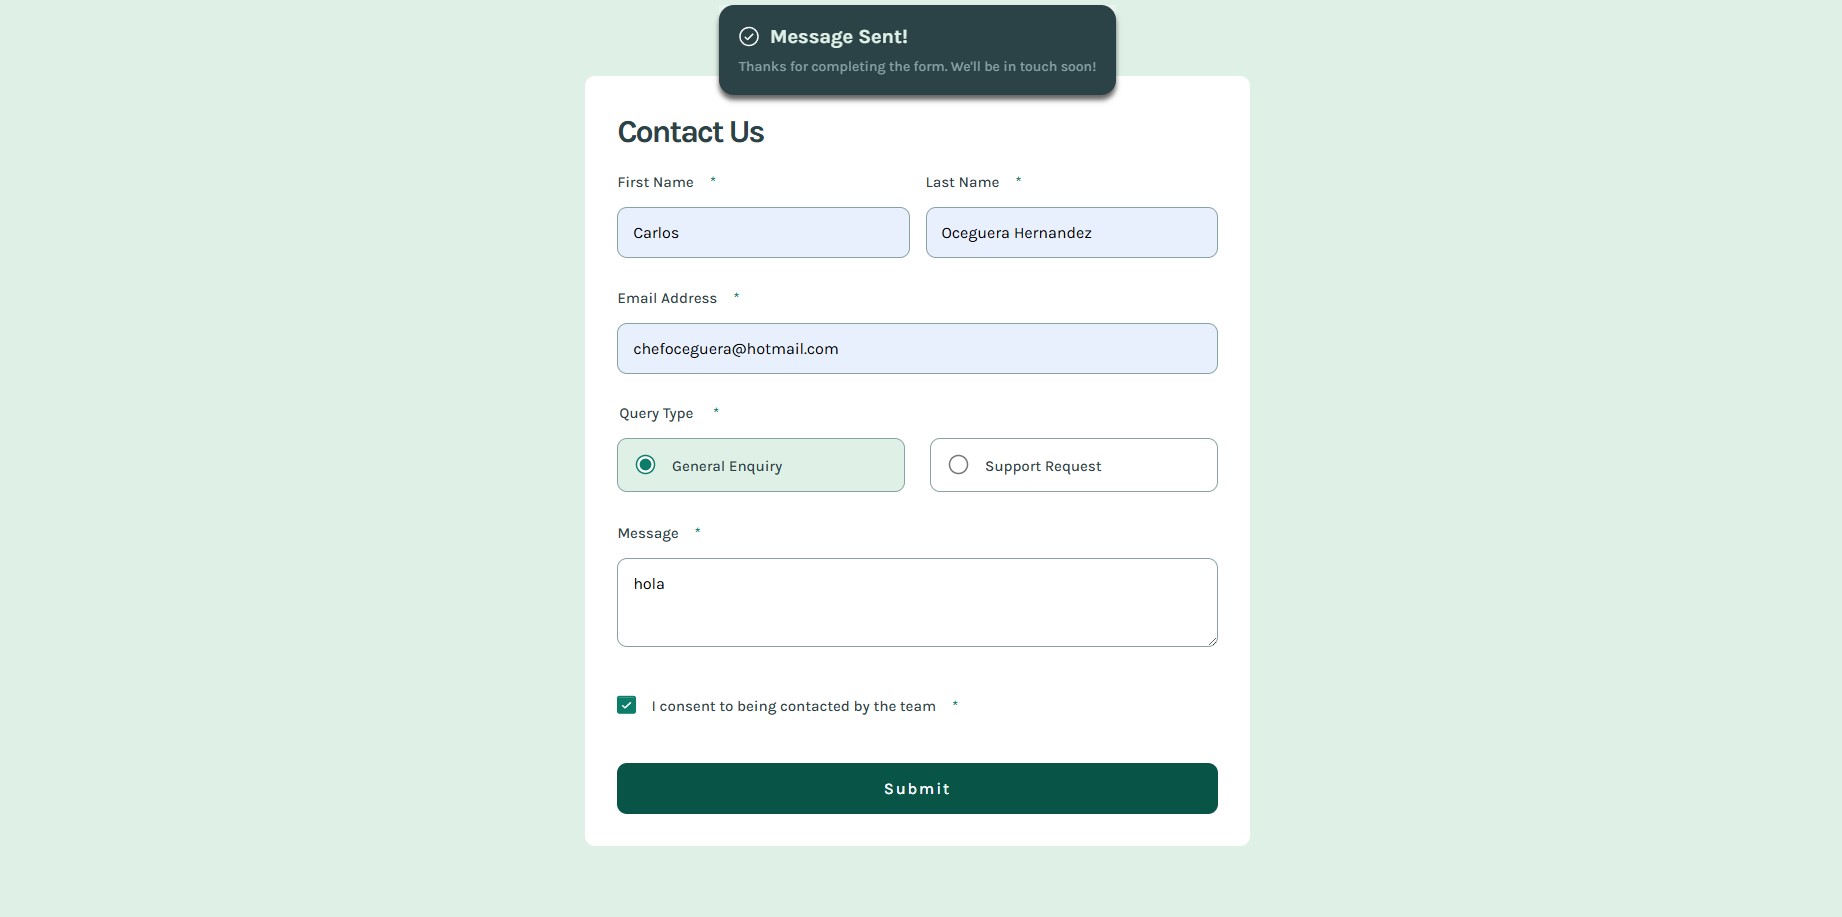 Message Sent!
Thanks for completing the form. We'll be in touch soon!
Contact Us
First Name *
Last Name *
Carlos
Oceguera Hernandez
Email Address *
chefoceguera@hotmail.com
Query Type *
General Enquiry
Support Request
Message *
hola
I consent to being contacted by the team *
Submit